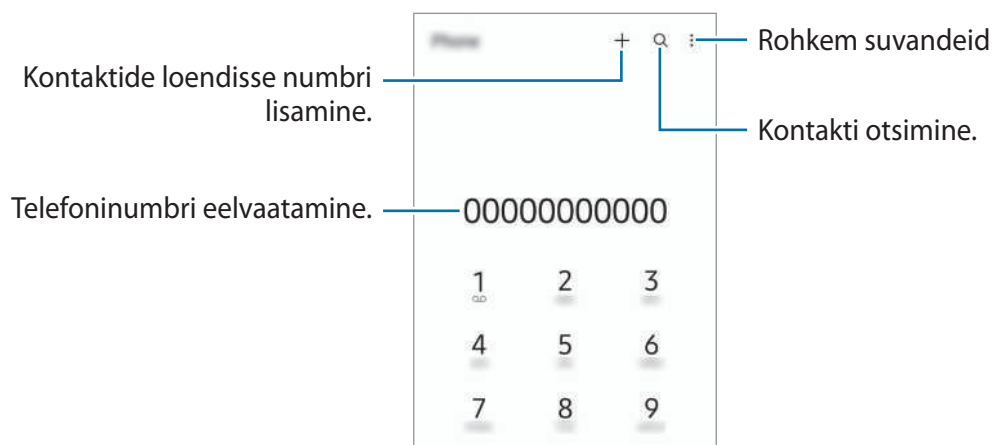 Phone
Rohkem suvandeid
Kontaktide loendisse numbri
lisamine.
Kontakti otsimine.
Telefoninumbri eelvaatamine.
00000000000
1 2 3
4 5 6
7 8 9